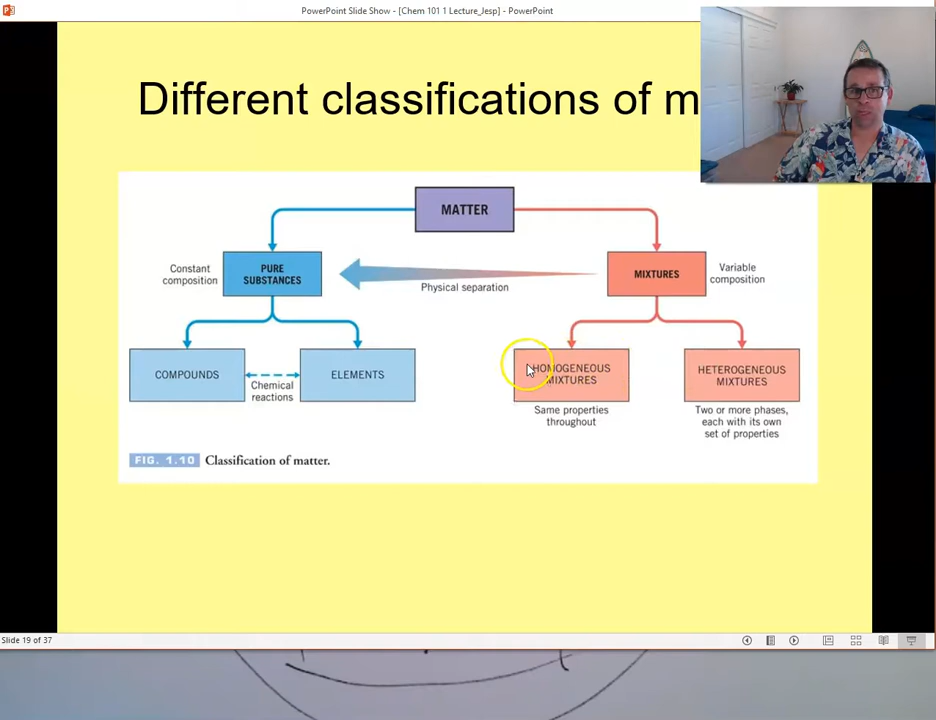 PowerPoint Slide Show - [Chem 101 1 Lecture_Jesp] - PowerPoint
Different classifications of m
MATTER
Constant
composition
PURE
SUBSTANCES
Physical separation
MIXTURES
Variable
composition
COMPOUNDS
Chemical
reactions
ELEMENTS
HOMOGENEOUS
MIXTURES
Same properties
throughout
HETEROGENEOUS
MIXTURES
Two or more phases,
each with its own
set of properties
FIG. 1.10 Classification of matter.
Slide 19 of 37